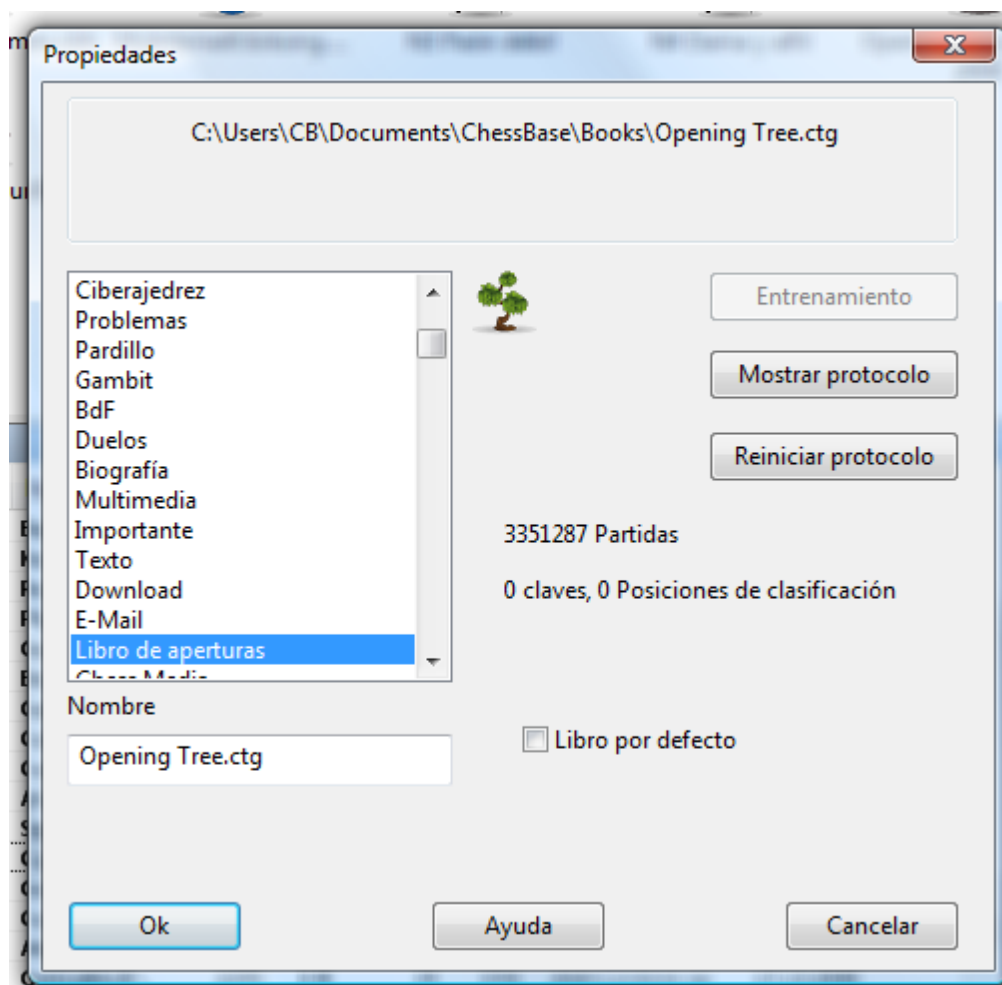 Propiedades
C:\Users\CB\Documents\ChessBase\Books\Opening Tree.ctg
Ciberajedrez
Problemas
Pardillo
Gambit
BdF
Duelos
Biografía
Multimedia
Importante
Texto
Download
E-Mail
Libro de aperturas
Chess Media
Entrenamiento
Mostrar protocolo
Reiniciar protocolo
3351287 Partidas
0 claves, 0 Posiciones de clasificación
Nombre
Opening Tree.ctg
Libro por defecto
Ok
Ayuda
Cancelar